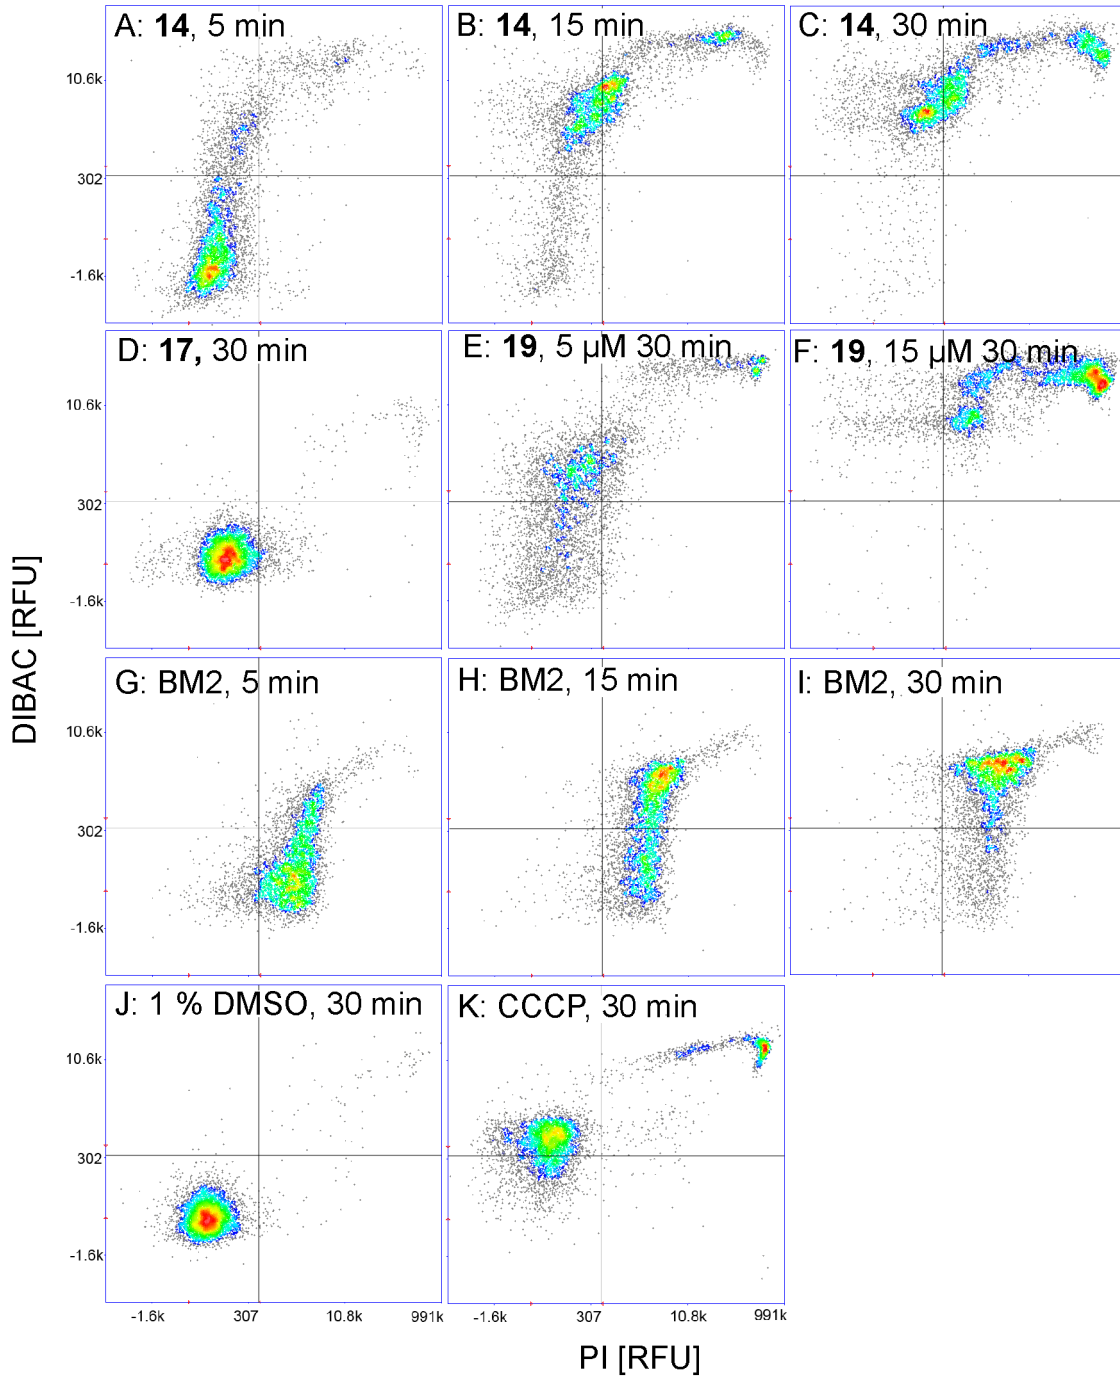 A: 14, 5 min
B: 14, 15 min
C: 14, 30 min
10.6k
302
-1.6k
D: 17, 30 min
E: 19, 5 µM 30 min
F: 19, 15 µM 30 min
10.6k
302
-1.6k
DIBAC [RFU]
G: BM2, 5 min
H: BM2, 15 min
I: BM2, 30 min
10.6k
302
-1.6k
J: 1 % DMSO, 30 min
K: CCCP, 30 min
10.6k
302
-1.6k
-1.6k 307 10.8k 991k
-1.6k 307 10.8k 991k
PI [RFU]